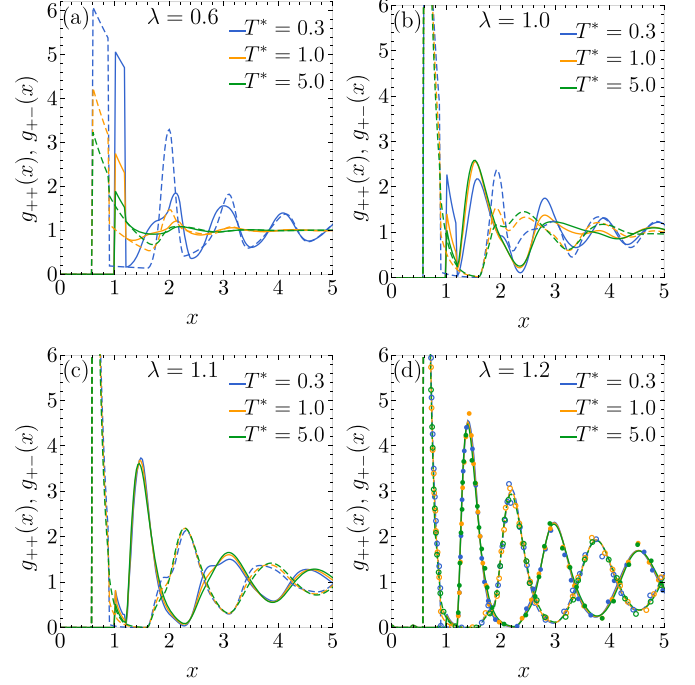 (a) λ = 0.6
T* = 0.3
T* = 1.0
T* = 5.0
g₊₊(x), g₊₋(x)
6
5
4
3
2
1
0
0 1 2 3 4 5
x
(b) λ = 1.0
T* = 0.3
T* = 1.0
T* = 5.0
g₊₊(x), g₊₋(x)
6
5
4
3
2
1
0
0 1 2 3 4 5
x
(c) λ = 1.1
T* = 0.3
T* = 1.0
T* = 5.0
g₊₊(x), g₊₋(x)
6
5
4
3
2
1
0
0 1 2 3 4 5
x
(d) λ = 1.2
T* = 0.3
T* = 1.0
T* = 5.0
g₊₊(x), g₊₋(x)
6
5
4
3
2
1
0
0 1 2 3 4 5
x